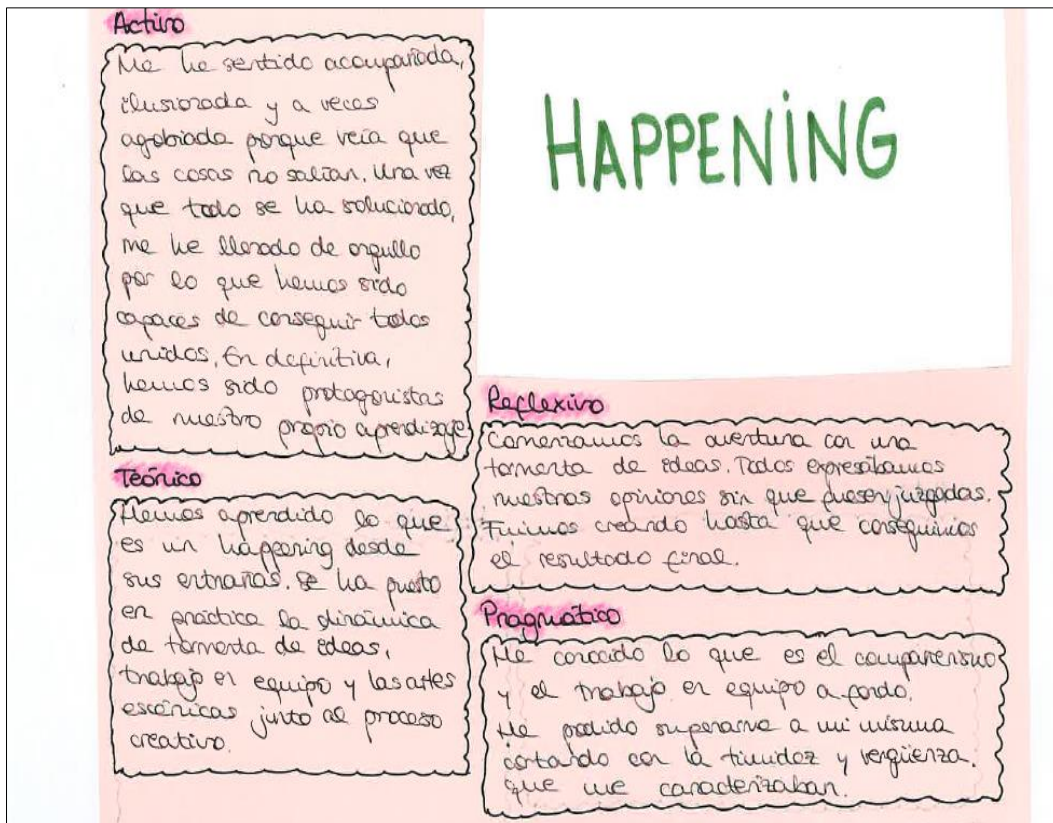 Activo
Me he sentido acompañada,
ilusionada y a veces
agobiada porque veía que
las cosas no salían. Una vez
que todo se ha solucionado,
me he llenado de orgullo
por lo que hemos sido
capaces de conseguir todos
unidos. En definitiva,
hemos sido protagonistas
de nuestro propio aprendizaje
Teórico
Hemos aprendido lo que
es un happening desde
sus entrañas. Se ha puesto
en práctica la dinámica
de tormenta de ideas,
trabajo en equipo y las artes
escénicas junto al proceso
creativo.
HAPPENING
Reflexivo
Comenzamos la aventura con una
tormenta de ideas. Todos expresábamos
nuestras opiniones sin que fuesen juzgadas.
Fuimos creando hasta que conseguimos
el resultado final.
Pragmático
He conocido lo que es el compañerismo
y el trabajo en equipo a fondo.
He podido superarme a mi misma
cortando con la timidez y vergüenza.
que me caracterizaban.